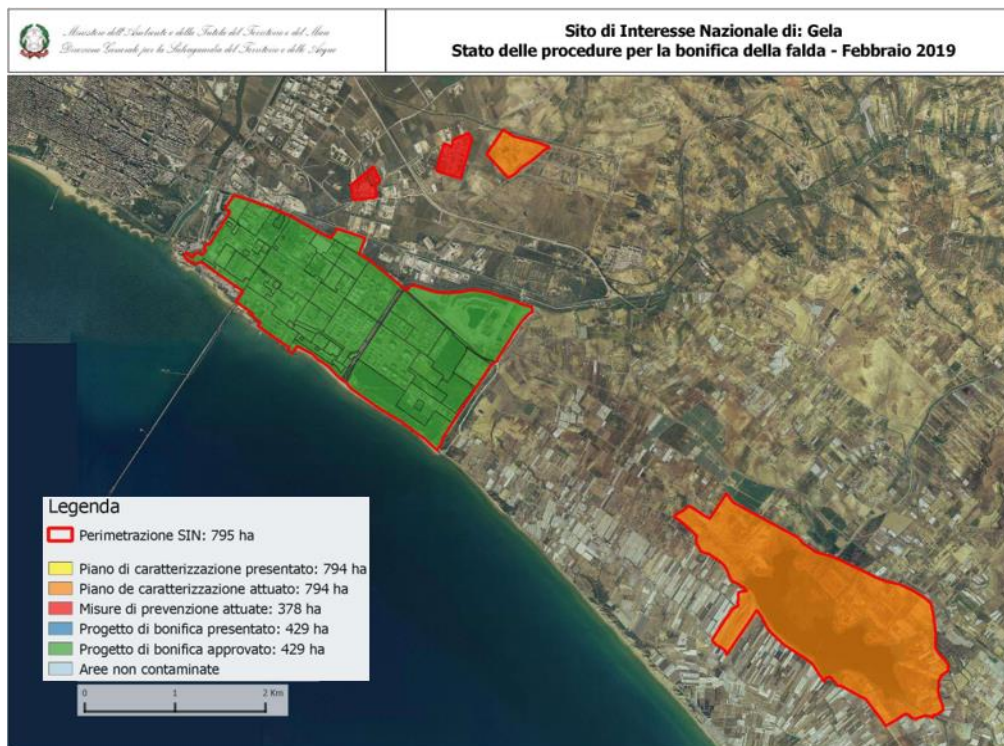 Ministero dell'Ambiente e della Tutela del Territorio e del Mare
Direzione Generale per la Salvaguardia del Territorio e delle Acque
Sito di Interesse Nazionale di: Gela
Stato delle procedure per la bonifica della falda - Febbraio 2019
Legenda
Perimetrazione SIN: 795 ha
Piano di caratterizzazione presentato: 794 ha
Piano de caratterizzazione attuato: 794 ha
Misure di prevenzione attuate: 378 ha
Progetto di bonifica presentato: 429 ha
Progetto di bonifica approvato: 429 ha
Aree non contaminate
0 1 2 Km